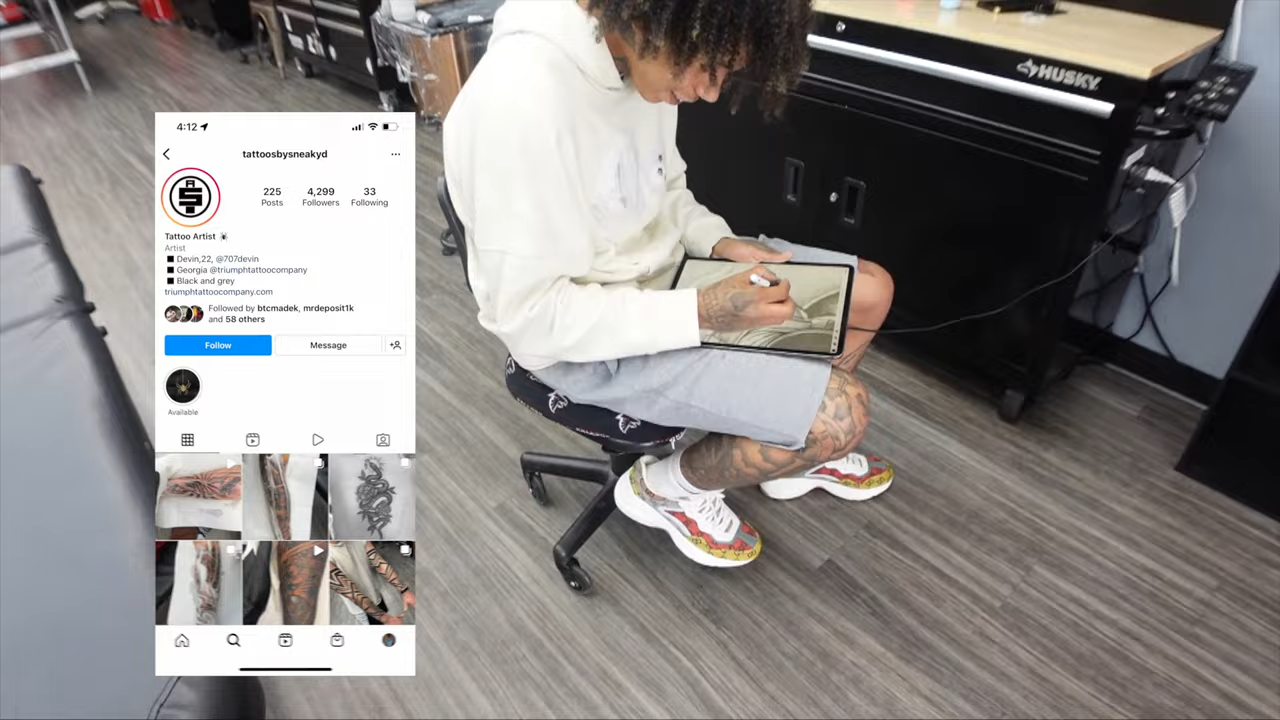 4:12
tattoosbysneakyd
225 4,299 33
Posts Followers Following
Tattoo Artist
Artist
Devin,22, @707devin
Georgia @triumphtattoocompany
Black and grey
triumphtattoocompany.com
Followed by btcmadek, mrdeposit1k
and 58 others
Follow Message
Available
HUSKY